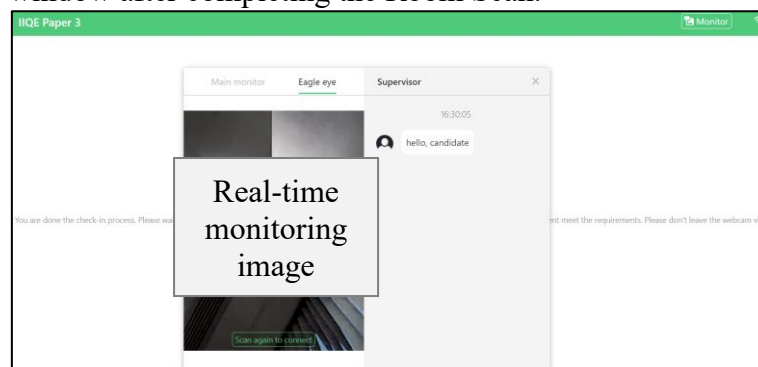 window after completing the Room Scan.
IIQE Paper 3
Monitor
Main monitor
Eagle eye
Supervisor
16:30:05
hello, candidate
Real-time
monitoring
image
You are done the check-in process. Please wa
ent meet the requirements. Please don't leave the webcam v
Scan again to connect